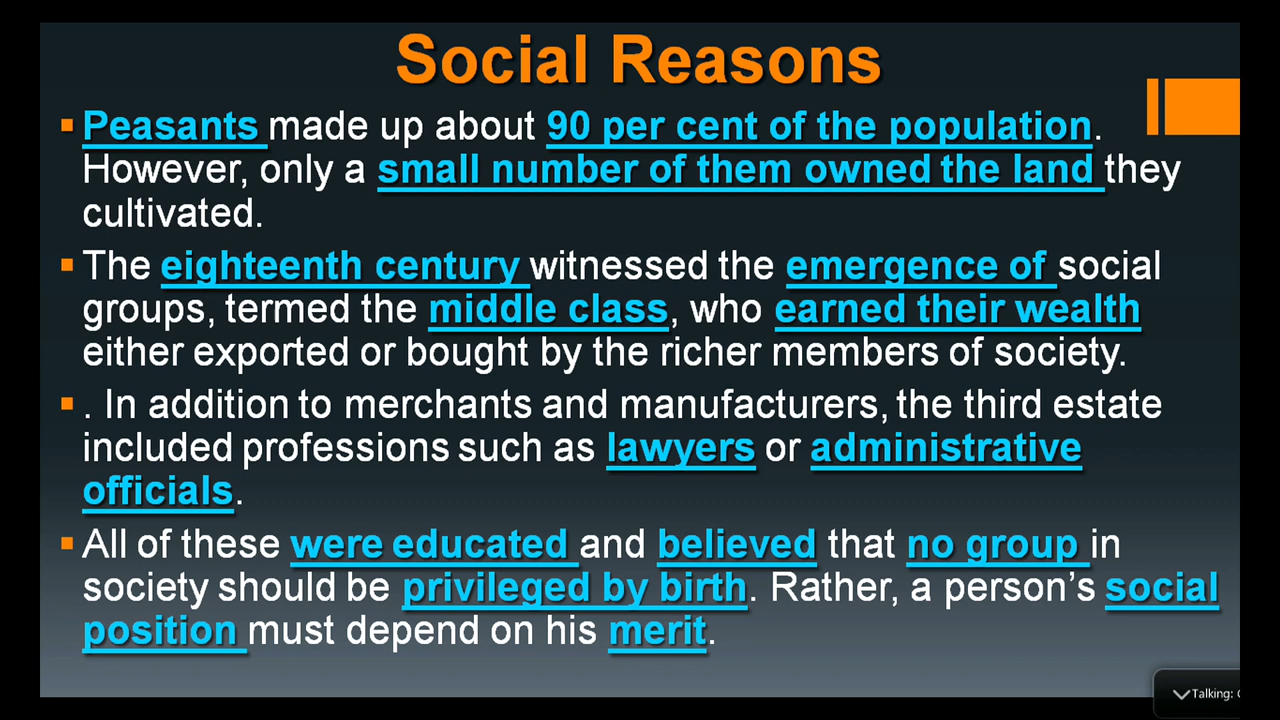 Social Reasons
Peasants made up about 90 per cent of the population.
However, only a small number of them owned the land they
cultivated.
The eighteenth century witnessed the emergence of social
groups, termed the middle class, who earned their wealth
either exported or bought by the richer members of society.
. In addition to merchants and manufacturers, the third estate
included professions such as lawyers or administrative
officials.
All of these were educated and believed that no group in
society should be privileged by birth. Rather, a person’s social
position must depend on his merit.
Talking: